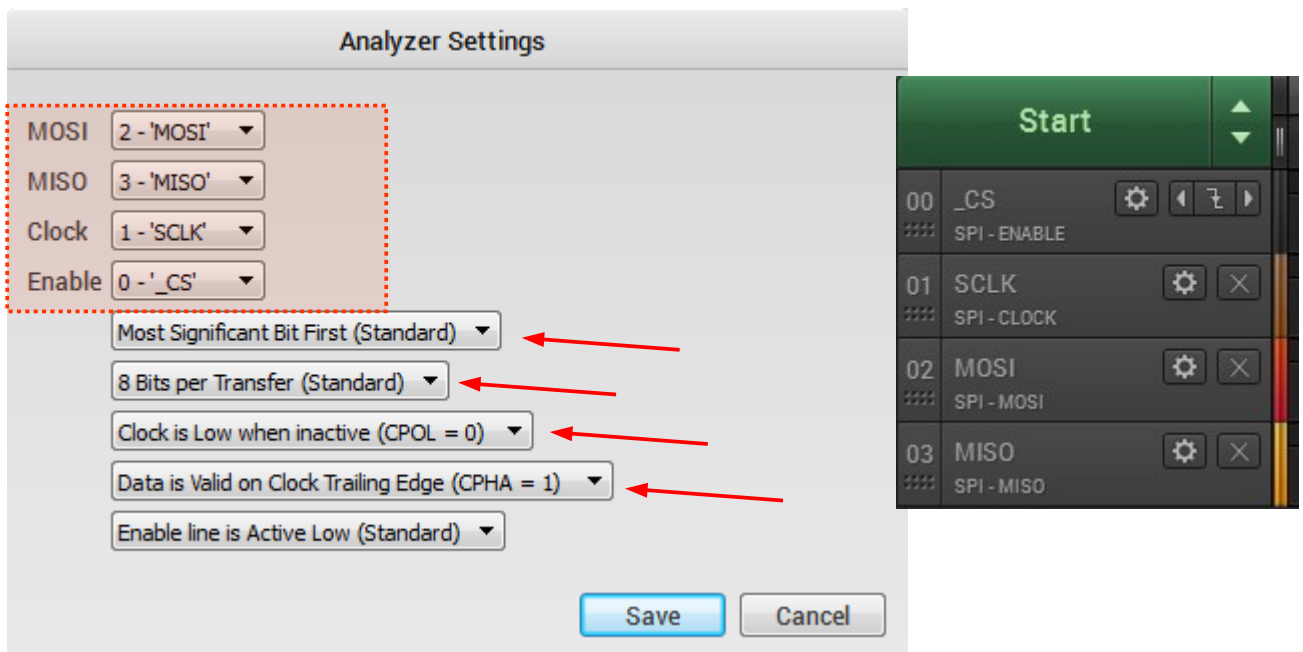 Analyzer Settings
MOSI 2 - 'MOSI'
MISO 3 - 'MISO'
Clock 1 - 'SCLK'
Enable 0 - '_CS'
Most Significant Bit First (Standard)
8 Bits per Transfer (Standard)
Clock is Low when inactive (CPOL = 0)
Data is Valid on Clock Trailing Edge (CPHA = 1)
Enable line is Active Low (Standard)
Save Cancel
Start
00 _CS
SPI - ENABLE
01 SCLK
SPI - CLOCK
02 MOSI
SPI - MOSI
03 MISO
SPI - MISO